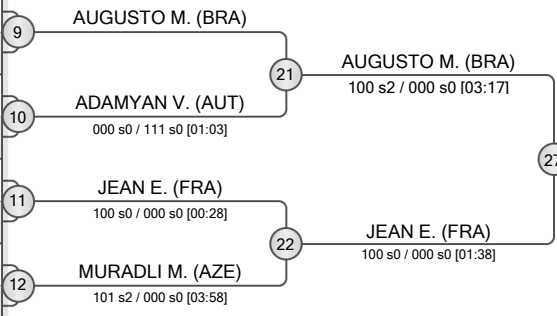 9
AUGUSTO M. (BRA)
21
AUGUSTO M. (BRA)
100 s2 / 000 s0 [03:17]
10
ADAMYAN V. (AUT)
000 s0 / 111 s0 [01:03]
27
11
JEAN E. (FRA)
100 s0 / 000 s0 [00:28]
22
JEAN E. (FRA)
100 s0 / 000 s0 [01:38]
12
MURADLI M. (AZE)
101 s2 / 000 s0 [03:58]